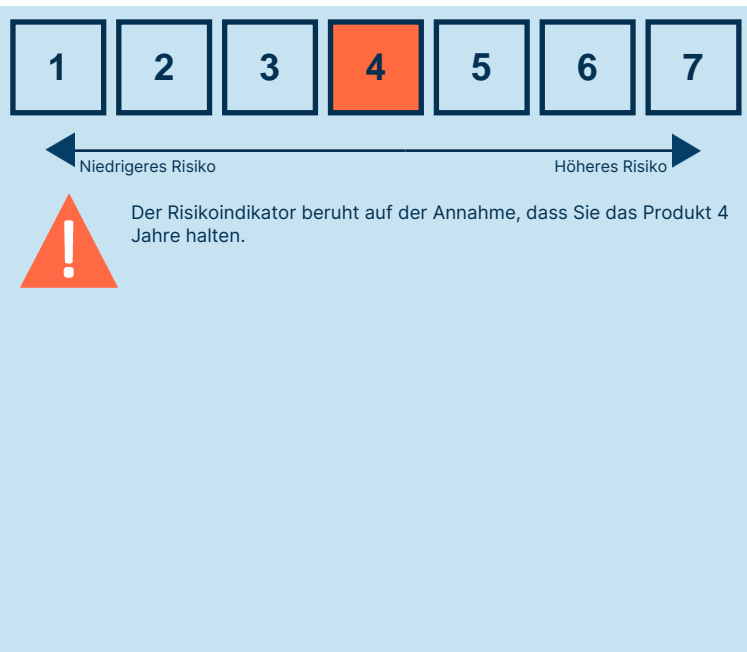 1 2 3 4 5 6 7
Niedrigeres Risiko Höheres Risiko
Der Risikoindikator beruht auf der Annahme, dass Sie das Produkt 4
Jahre halten.
!